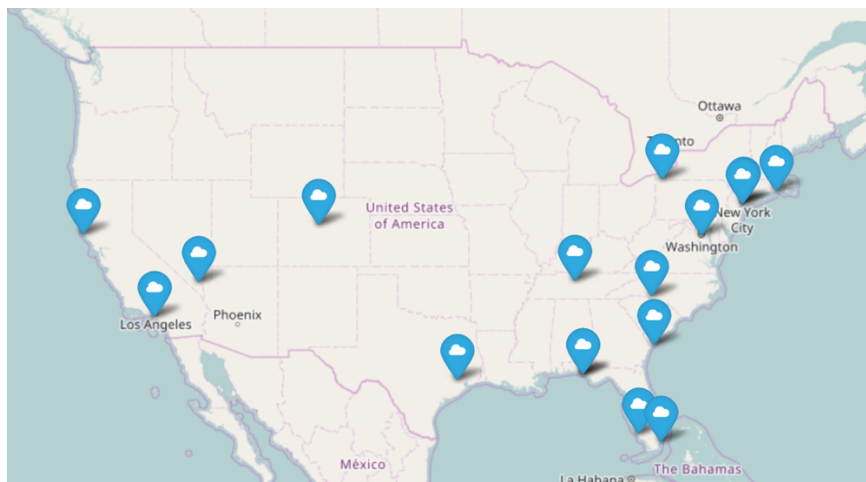 Ottawa
Toronto
United States
of America
New York
City
Washington
Los Angeles
Phoenix
México
The Bahamas
La Habana